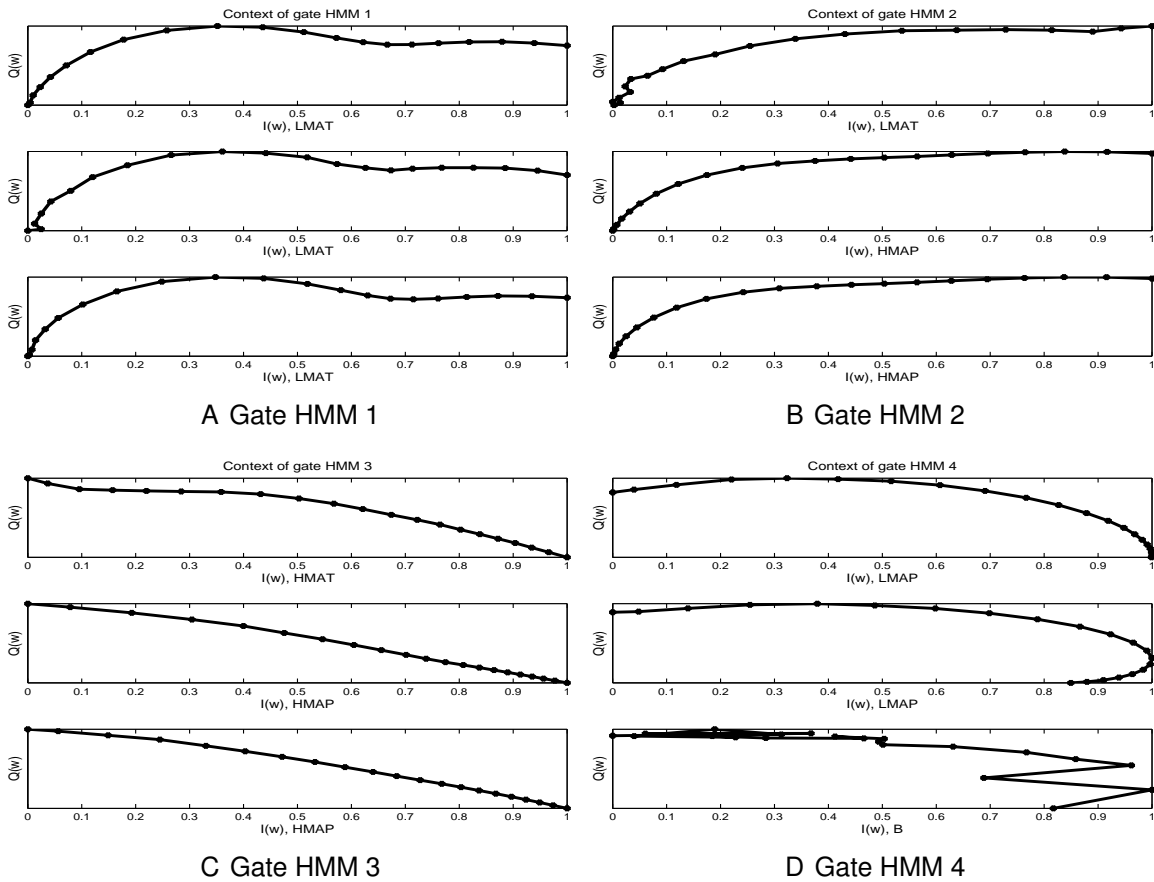 Context of gate HMM 1
Q(w)
0 0.1 0.2 0.3 0.4 0.5 0.6 0.7 0.8 0.9 1
I(w), LMAT
Q(w)
0 0.1 0.2 0.3 0.4 0.5 0.6 0.7 0.8 0.9 1
I(w), LMAT
Q(w)
0 0.1 0.2 0.3 0.4 0.5 0.6 0.7 0.8 0.9 1
I(w), LMAT
A Gate HMM 1
Context of gate HMM 2
Q(w)
0 0.1 0.2 0.3 0.4 0.5 0.6 0.7 0.8 0.9 1
I(w), LMAT
Q(w)
0 0.1 0.2 0.3 0.4 0.5 0.6 0.7 0.8 0.9 1
I(w), HMAP
Q(w)
0 0.1 0.2 0.3 0.4 0.5 0.6 0.7 0.8 0.9 1
I(w), HMAP
B Gate HMM 2
Context of gate HMM 3
Q(w)
0 0.1 0.2 0.3 0.4 0.5 0.6 0.7 0.8 0.9 1
I(w), HMAT
Q(w)
0 0.1 0.2 0.3 0.4 0.5 0.6 0.7 0.8 0.9 1
I(w), HMAP
Q(w)
0 0.1 0.2 0.3 0.4 0.5 0.6 0.7 0.8 0.9 1
I(w), HMAP
C Gate HMM 3
Context of gate HMM 4
Q(w)
0 0.1 0.2 0.3 0.4 0.5 0.6 0.7 0.8 0.9 1
I(w), LMAP
Q(w)
0 0.1 0.2 0.3 0.4 0.5 0.6 0.7 0.8 0.9 1
I(w), LMAP
Q(w)
0 0.1 0.2 0.3 0.4 0.5 0.6 0.7 0.8 0.9 1
I(w), B
D Gate HMM 4